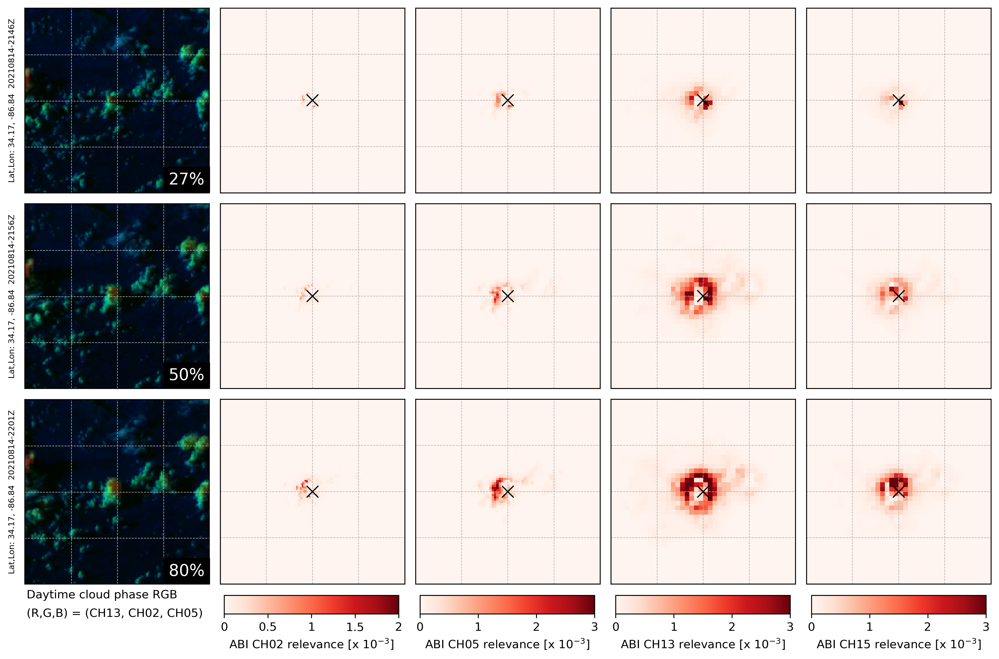 Lat,Lon: 34.17, -86.84  20210814-2146Z
27%
Lat,Lon: 34.17, -86.84  20210814-2156Z
50%
Lat,Lon: 34.17, -86.84  20210814-2201Z
80%
Daytime cloud phase RGB
(R,G,B) = (CH13, CH02, CH05)
0 0.5 1 1.5 2
ABI CH02 relevance [x 10⁻³]
0 1 2 3
ABI CH05 relevance [x 10⁻³]
0 1 2 3
ABI CH13 relevance [x 10⁻³]
0 1 2 3
ABI CH15 relevance [x 10⁻³]